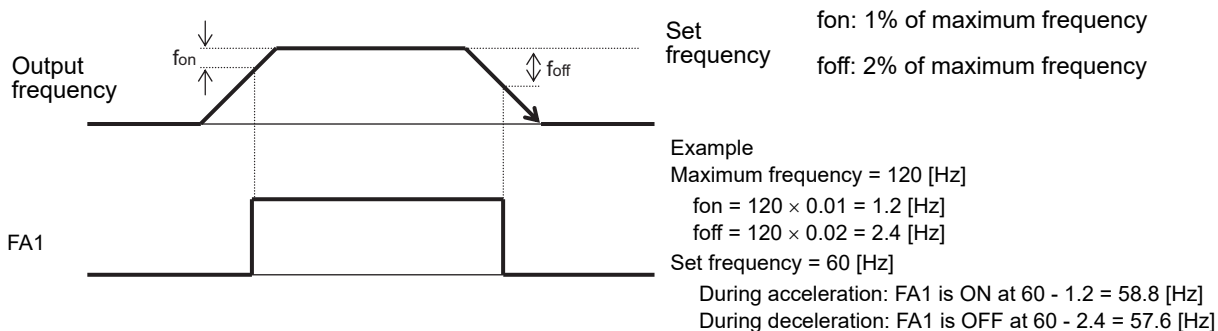 Output
frequency
fon
foff
Set
frequency
fon: 1% of maximum frequency
foff: 2% of maximum frequency
FA1
Example
Maximum frequency = 120 [Hz]
fon = 120 × 0.01 = 1.2 [Hz]
foff = 120 × 0.02 = 2.4 [Hz]
Set frequency = 60 [Hz]
During acceleration: FA1 is ON at 60 - 1.2 = 58.8 [Hz]
During deceleration: FA1 is OFF at 60 - 2.4 = 57.6 [Hz]